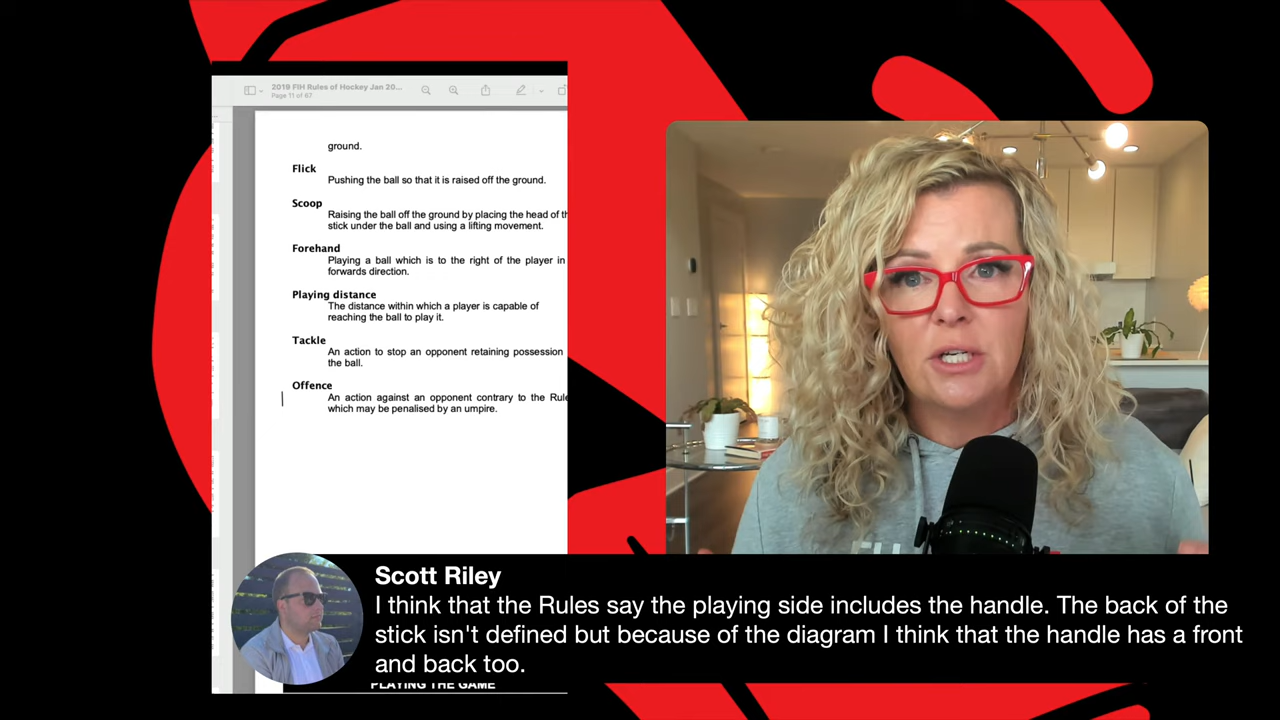 2019 FIH Rules of Hockey Jan 20...
Page 11 of 67
ground.
Flick
Pushing the ball so that it is raised off the ground.
Scoop
Raising the ball off the ground by placing the head of
stick under the ball and using a lifting movement.
Forehand
Playing a ball which is to the right of the player in
forwards direction.
Playing distance
The distance within which a player is capable of
reaching the ball to play it.
Tackle
An action to stop an opponent retaining possession
the ball.
Offence
An action against an opponent contrary to the
which may be penalised by an umpire.
Scott Riley
I think that the Rules say the playing side includes the handle. The back of the
stick isn't defined but because of the diagram I think that the handle has a front
and back too.
PLAYING THE GAME